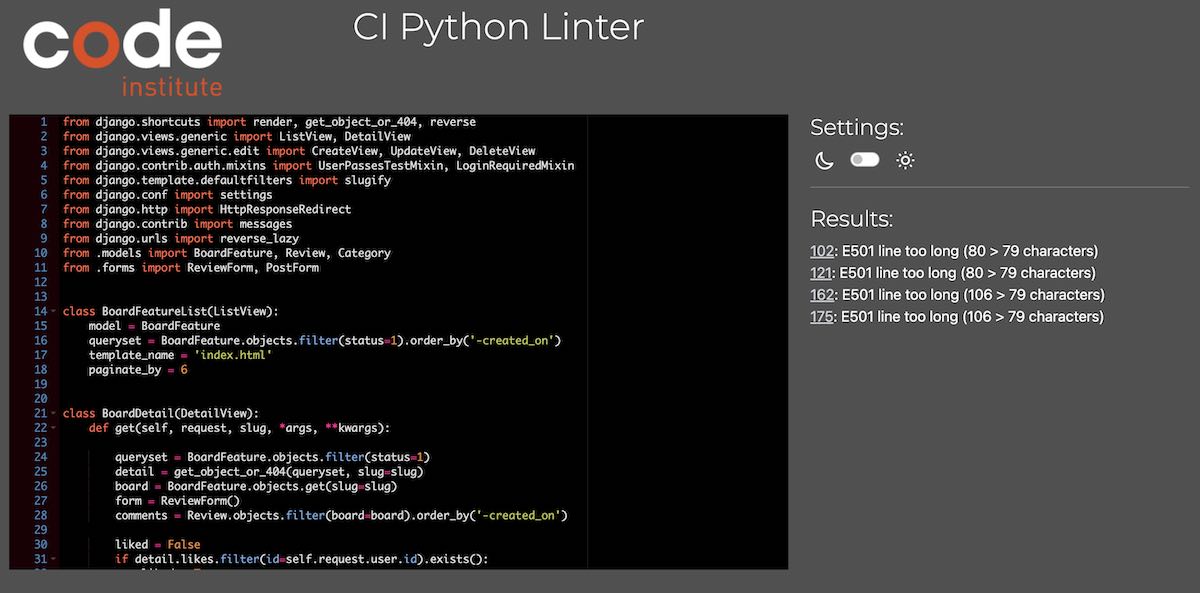 code
institute
CI Python Linter
1 from django.shortcuts import render, get_object_or_404, reverse
2 from django.views.generic import ListView, DetailView
3 from django.views.generic.edit import CreateView, UpdateView, DeleteView
4 from django.contrib.auth.mixins import UserPassesTestMixin, LoginRequiredMixin
5 from django.template.defaultfilters import slugify
6 from django.conf import settings
7 from django.http import HttpResponseRedirect
8 from django.contrib import messages
9 from django.urls import reverse_lazy
10 from .models import BoardFeature, Review, Category
11 from .forms import ReviewForm, PostForm
12
13
14 class BoardFeatureList(ListView):
15     model = BoardFeature
16     queryset = BoardFeature.objects.filter(status=1).order_by('-created_on')
17     template_name = 'index.html'
18     paginate_by = 6
19
20
21 class BoardDetail(DetailView):
22     def get(self, request, slug, *args, **kwargs):
23
24         queryset = BoardFeature.objects.filter(status=1)
25         detail = get_object_or_404(queryset, slug=slug)
26         board = BoardFeature.objects.get(slug=slug)
27         form = ReviewForm()
28         comments = Review.objects.filter(board=board).order_by('-created_on')
29
30         liked = False
31         if detail.likes.filter(id=self.request.user.id).exists():
Settings:
Results:
102: E501 line too long (80 > 79 characters)
121: E501 line too long (80 > 79 characters)
162: E501 line too long (106 > 79 characters)
175: E501 line too long (106 > 79 characters)